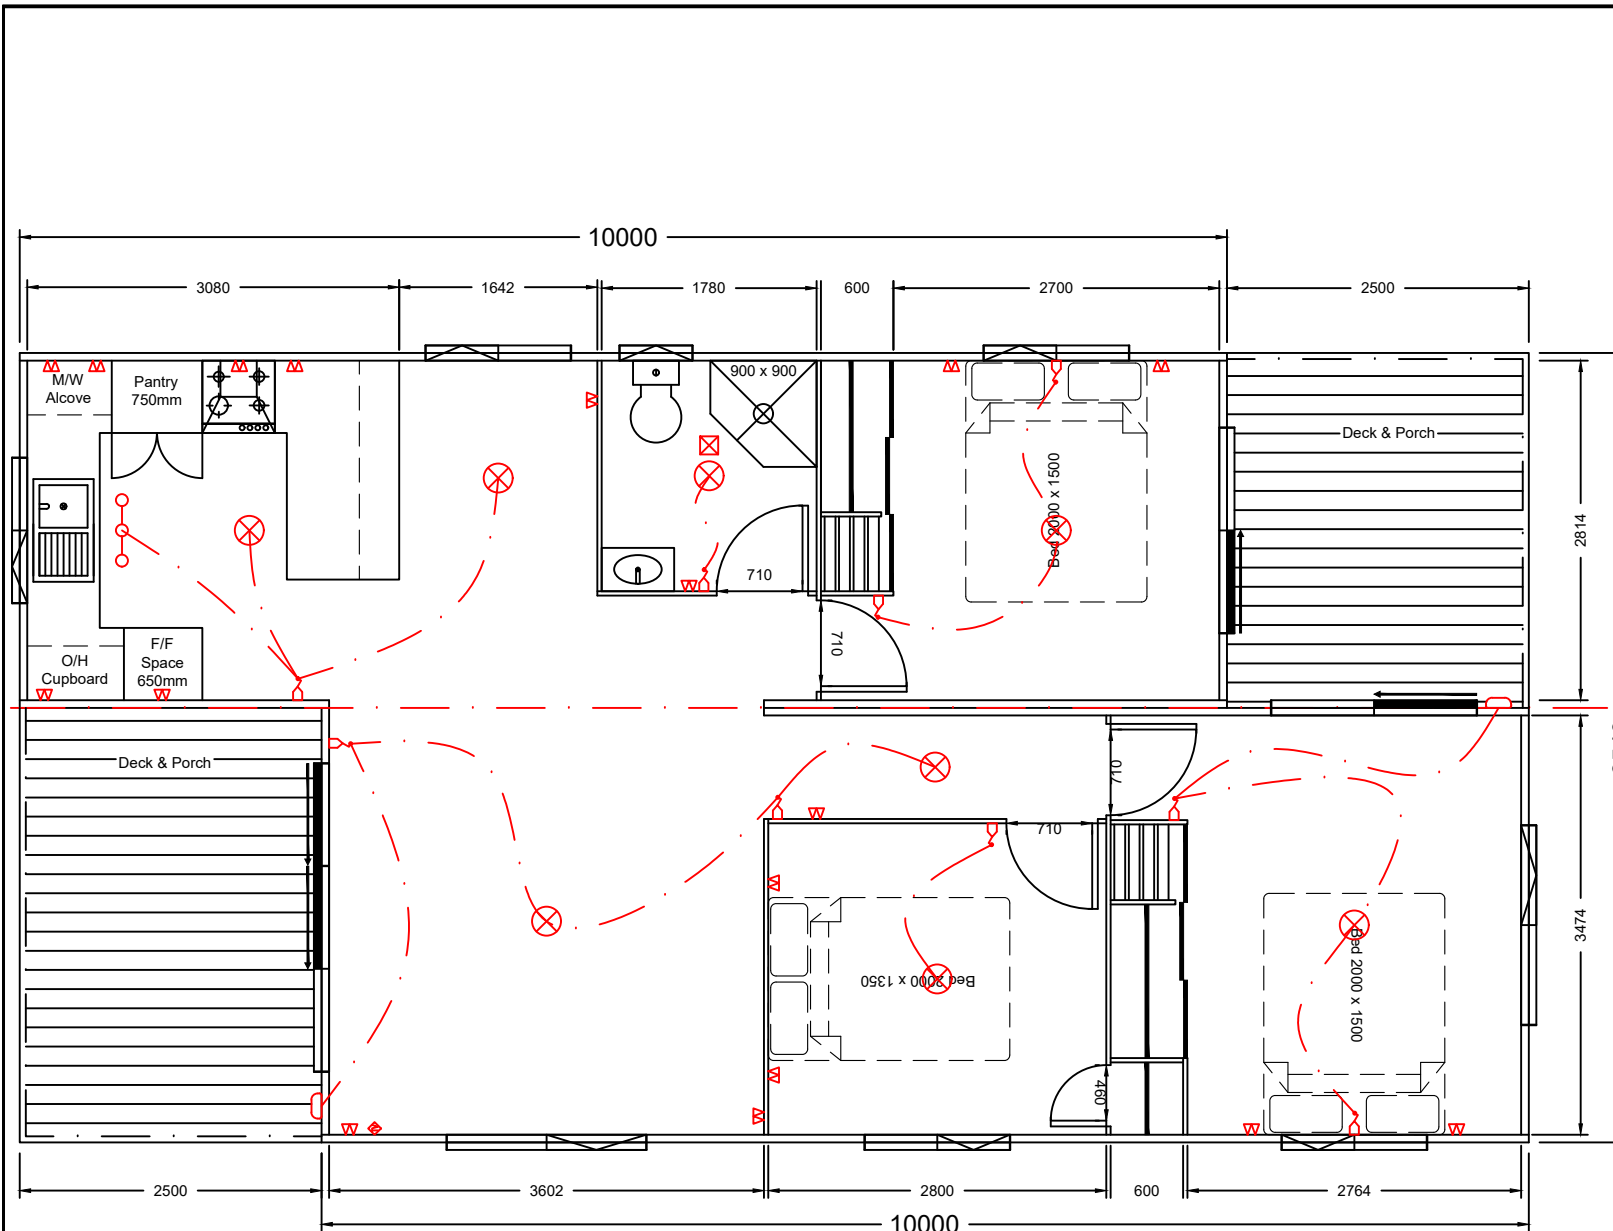 10000
3080
1642
1780
600
2700
2500
M/W
Alcove
Pantry
750mm
900 x 900
Bed 2000 x 1500
Deck & Porch
2814
710
710
O/H
Cupboard
F/F
Space
650mm
Deck & Porch
710
710
Bed 2000 x 1350
Bed 2000 x 1500
3474
460
2500
3602
2800
600
2764
10000